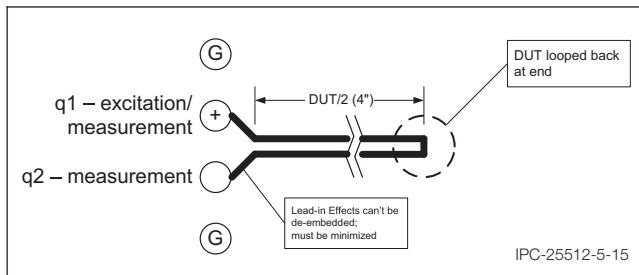 G
DUT looped back
at end
DUT/2 (4")
q1 – excitation/
measurement
+
q2 – measurement
Lead-in Effects can't be
de-embedded;
must be minimized
G
IPC-25512-5-15